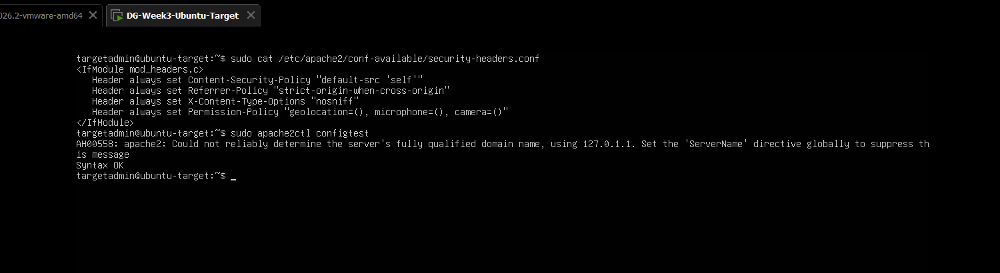 026.2-vmware-amd64 DG-Week3-Ubuntu-Target
targetadmin@ubuntu-target:~$ sudo cat /etc/apache2/conf-available/security-headers.conf
<IfModule mod_headers.c>
   Header always set Content-Security-Policy "default-src 'self'"
   Header always set Referrer-Policy "strict-origin-when-cross-origin"
   Header always set X-Content-Type-Options "nosniff"
   Header always set Permission-Policy "geolocation=(), microphone=(), camera=()"
</IfModule>
targetadmin@ubuntu-target:~$ sudo apache2ctl configtest
AH00558: apache2: Could not reliably determine the server's fully qualified domain name, using 127.0.1.1. Set the 'ServerName' directive globally to suppress th
is message
Syntax OK
targetadmin@ubuntu-target:~$ _